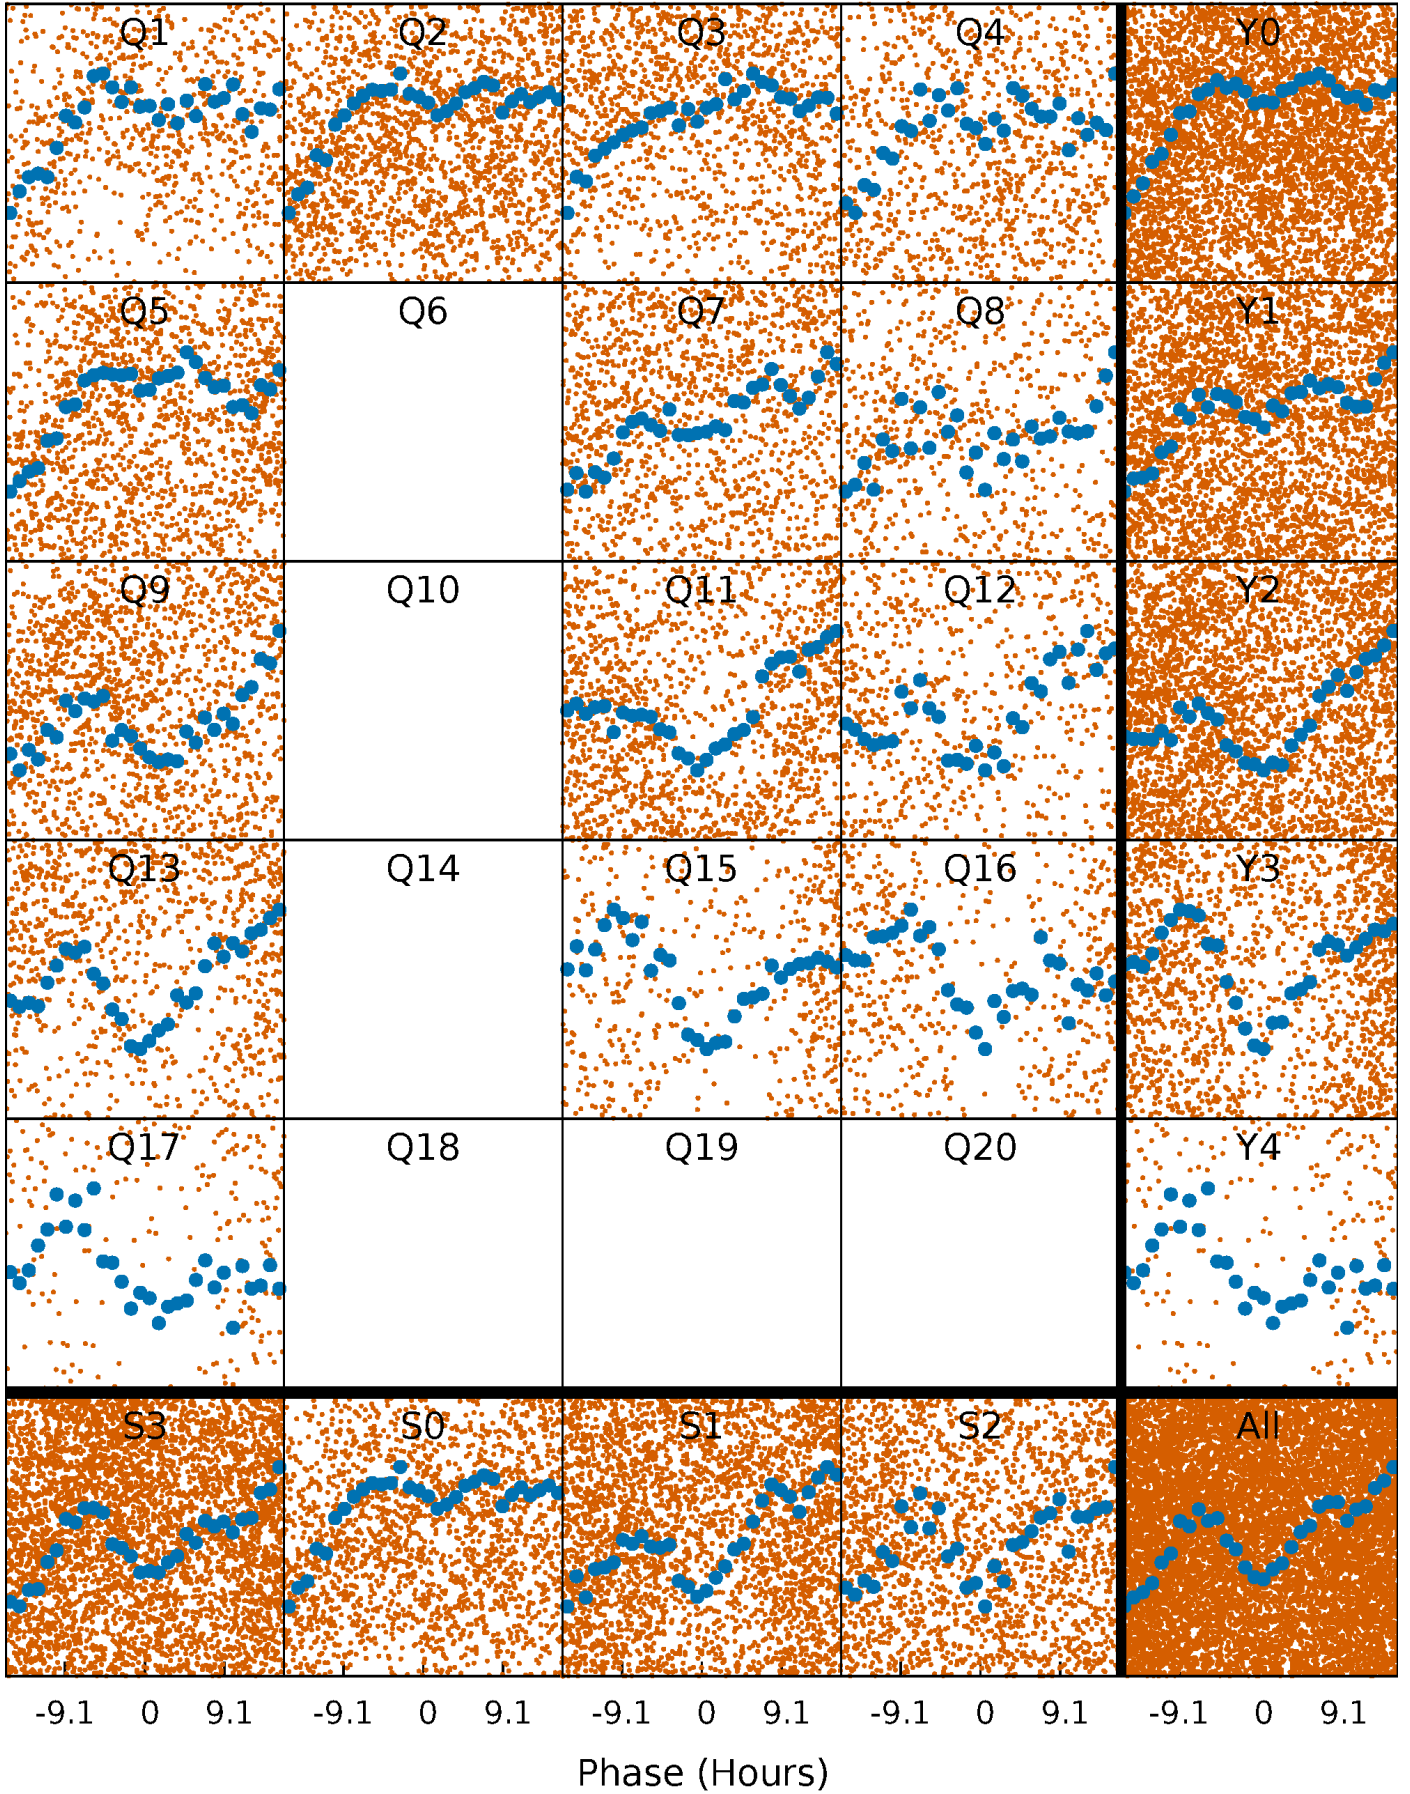 Q1 Q2 Q3 Q4 Y0
Q5 Q6 Q7 Q8 Y1
Q9 Q10 Q11 Q12 Y2
Q13 Q14 Q15 Q16 Y3
Q17 Q18 Q19 Q20 Y4
S3 S0 S1 S2 All
-9.1 0 9.1 -9.1 0 9.1 -9.1 0 9.1 -9.1 0 9.1 -9.1 0 9.1
Phase (Hours)